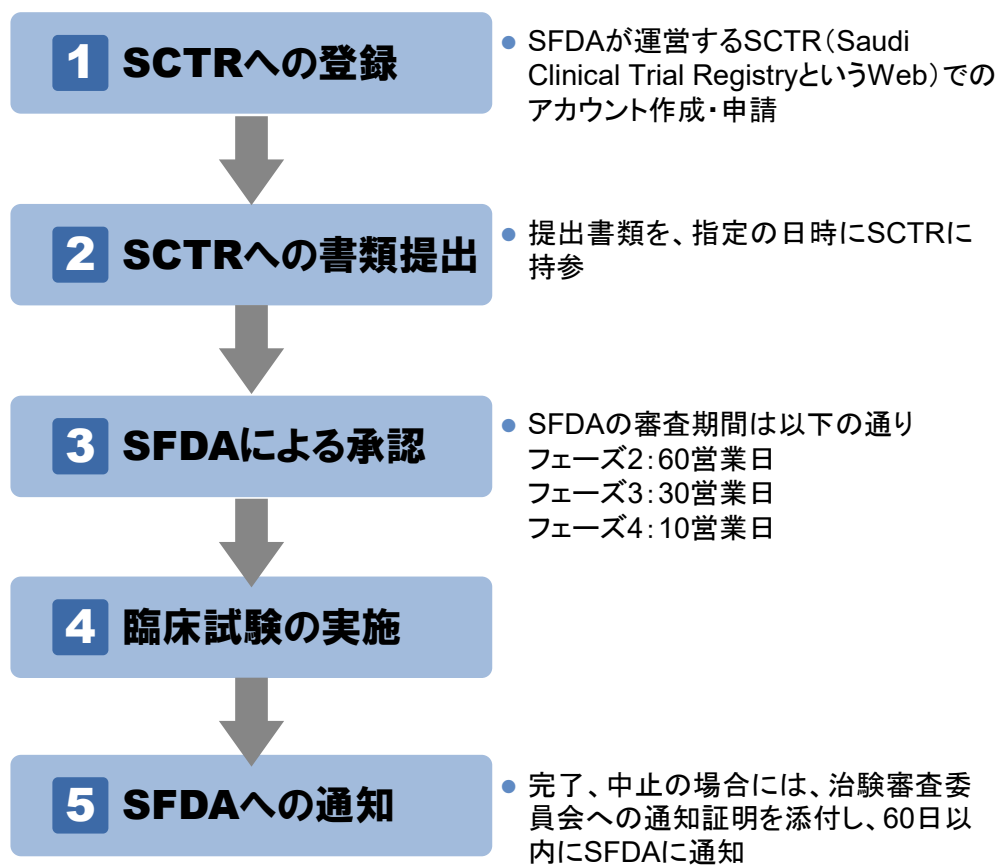 1 SCTRへの登録
● SFDAが運営するSCTR(Saudi
Clinical Trial RegistryというWeb)での
アカウント作成・申請
2 SCTRへの書類提出
● 提出書類を、指定の日時にSCTRに
持参
3 SFDAによる承認
● SFDAの審査期間は以下の通り
フェーズ2:60営業日
フェーズ3:30営業日
フェーズ4:10営業日
4 臨床試験の実施
5 SFDAへの通知
● 完了、中止の場合には、治験審査委
員会への通知証明を添付し、60日以
内にSFDAに通知